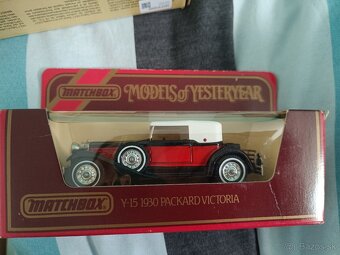 MATCHBOX
MODELS of YESTERYEAR
MATCHBOX
Y-15 1930 PACKARD VICTORIA